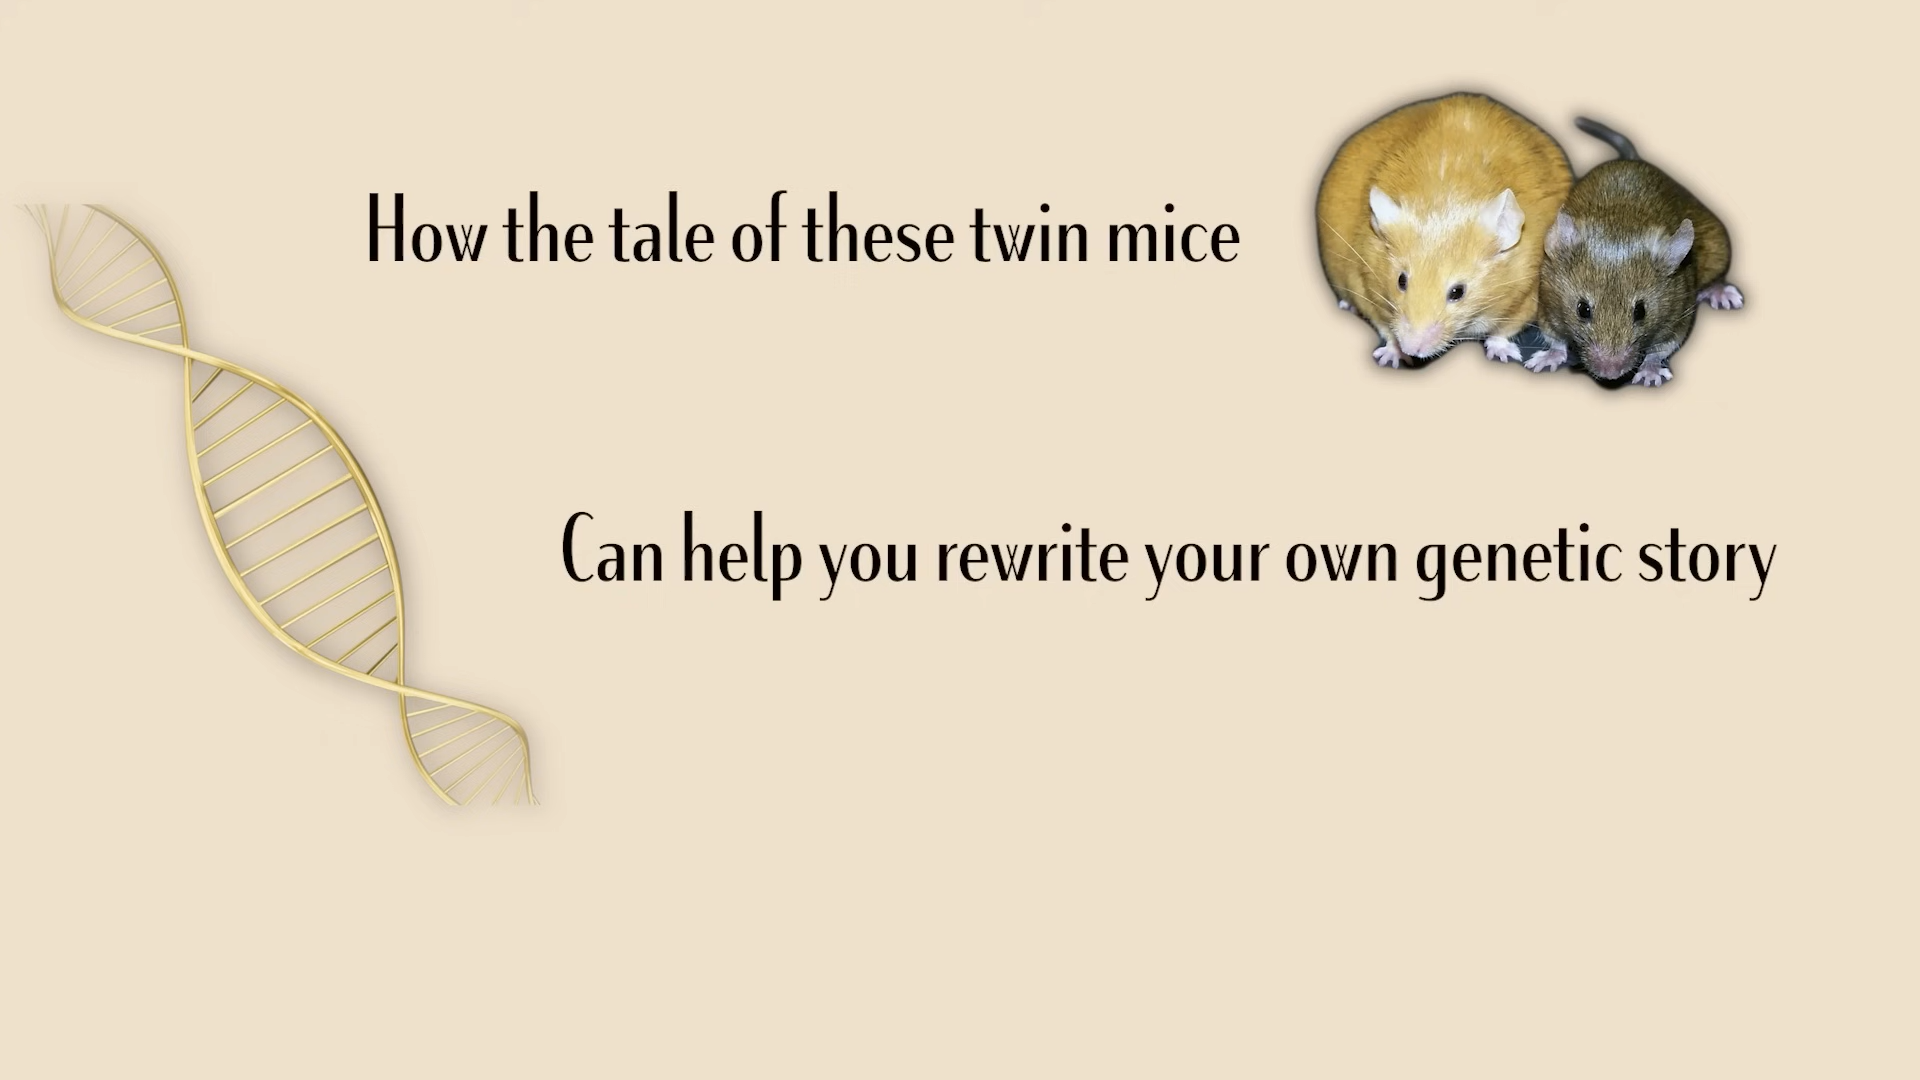 How the tale of these twin mice
Can help you rewrite your own genetic story